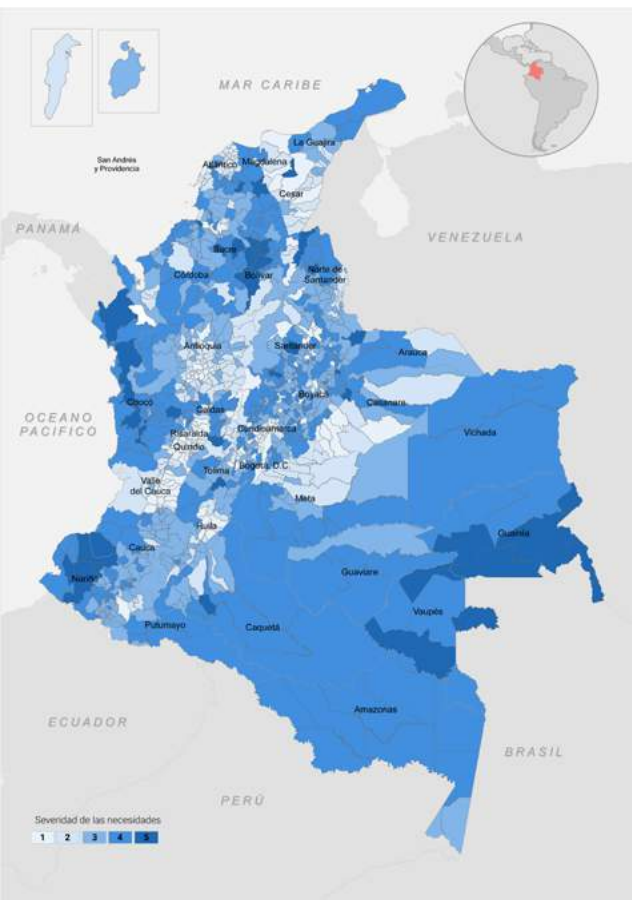 MAR CARIBE
La Guajira
Atlántico
Magdalena
San Andrés
y Providencia
Cesar
PANAMÁ
VENEZUELA
Sucre
Córdoba
Bolívar
Norte de
Santander
Antioquia
Santander
Arauca
Boyacá
Chocó
Caldas
Casanare
OCEANO
PACIFICO
Cundinamarca
Vichada
Risaralda
Quindío
Bogotá, D.C.
Tolima
Valle
del Cauca
Meta
Huila
Guainía
Cauca
Guaviare
Nariño
Vaupés
Putumayo
Caquetá
Amazonas
ECUADOR
BRASIL
PERÚ
Severidad de las necesidades
1 2 3 4 5